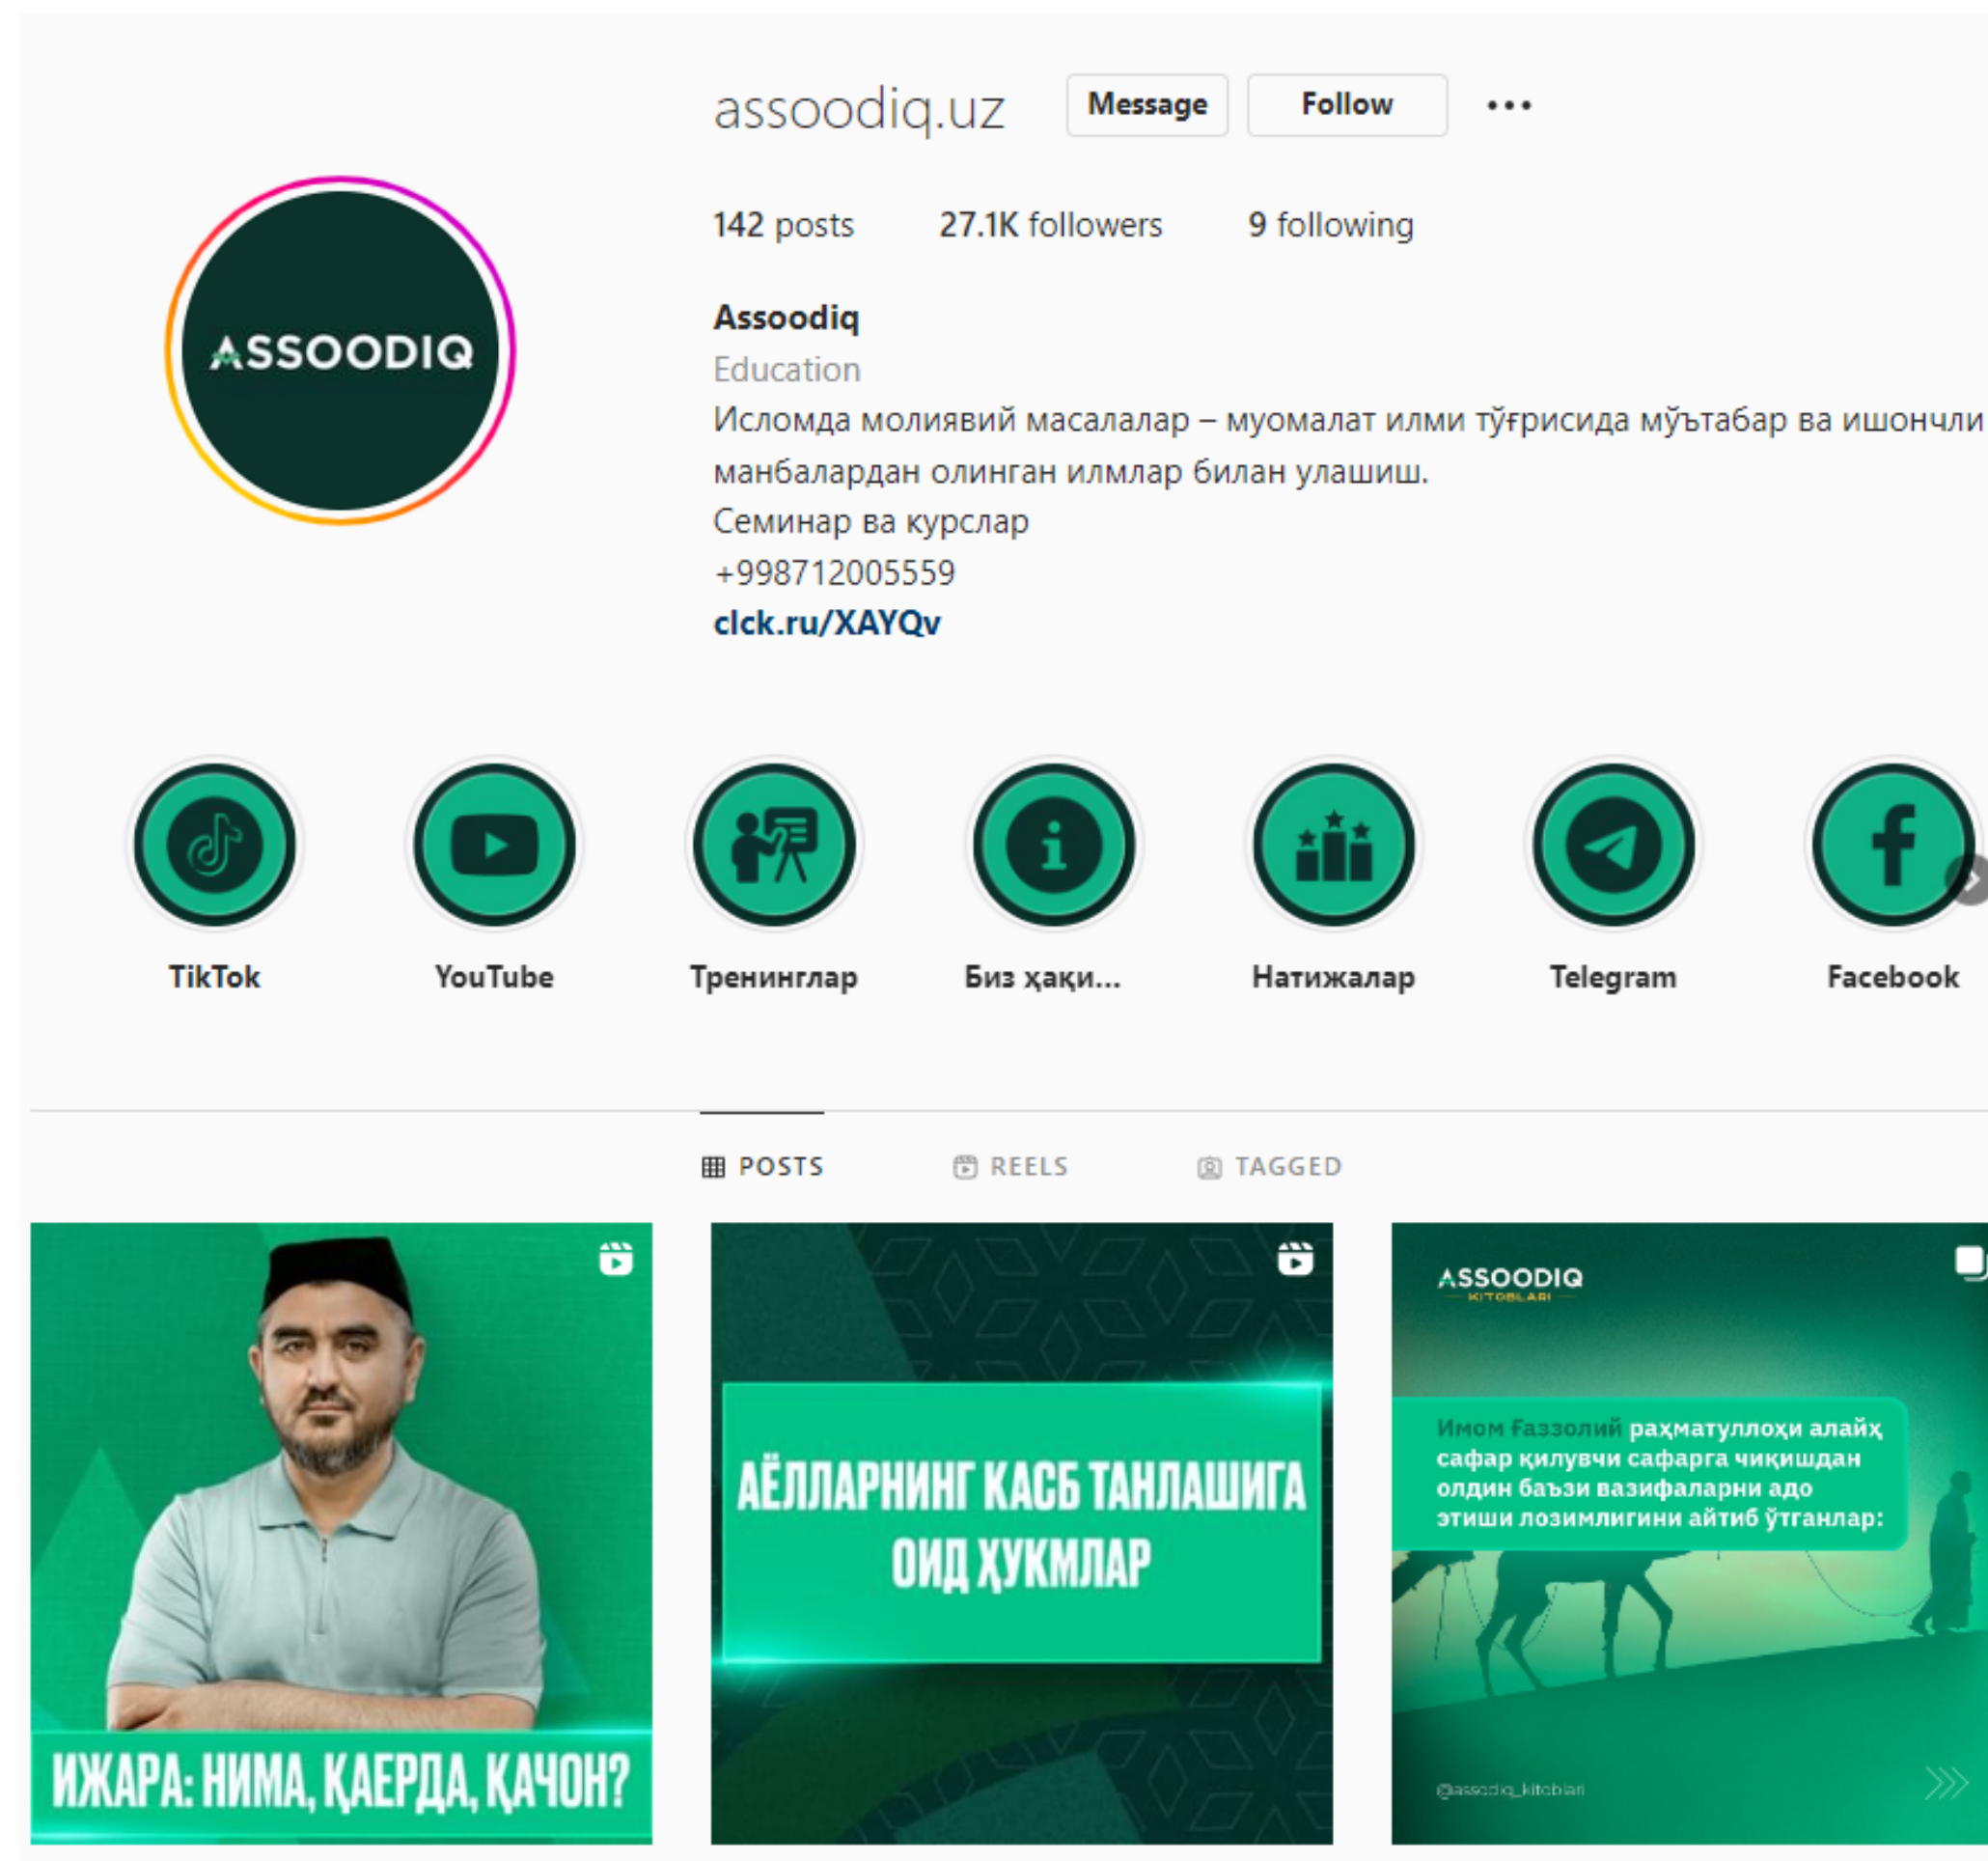 assoodiq.uz Message Follow
142 posts 27.1K followers 9 following
ASSOODIQ
Assoodiq
Education
Исломда молиявий масалалар – муомалат илми тўғрисида мўътабар ва ишончли
манбалардан олинган илмлар билан улашиш.
Семинар ва курслар
+998712005559
clck.ru/XAYQv
TikTok YouTube Тренинглар Биз ҳақи... Натижалар Telegram Facebook
POSTS REELS TAGGED
ИЖАРА: НИМА, ҚАЕРДА, ҚАЧОН?
АЁЛЛАРНИНГ КАСБ ТАНЛАШИГА
ОИД ҲУКМЛАР
ASSOODIQ
KITOBLARI
Имом Ғаззолий раҳматуллоҳи алайҳ
сафар қилувчи сафарга чиқишдан
олдин баъзи вазифаларни адо
этиши лозимлигини айтиб ўтганлар:
@assodiq_kitoblari